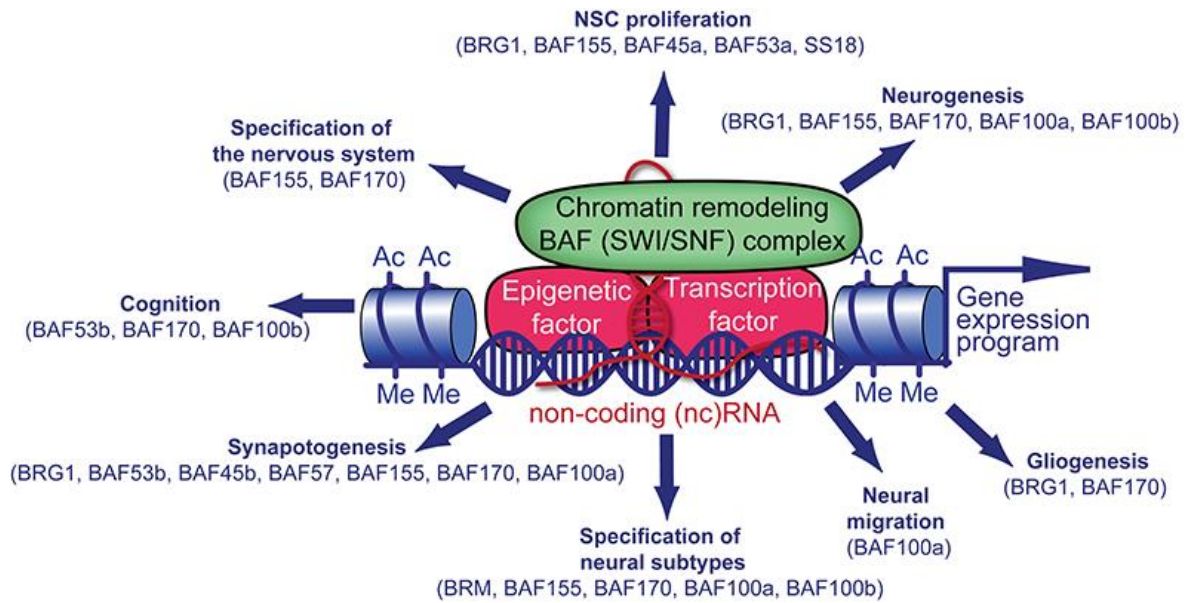 NSC proliferation
(BRG1, BAF155, BAF45a, BAF53a, SS18)
Neurogenesis
(BRG1, BAF155, BAF170, BAF100a, BAF100b)
Specification of
the nervous system
(BAF155, BAF170)
Chromatin remodeling
BAF (SWI/SNF) complex
Ac Ac
Ac Ac
Epigenetic
factor
Transcription
factor
Gene
expression
program
Cognition
(BAF53b, BAF170, BAF100b)
Me Me
Me Me
non-coding (nc)RNA
Synapotogenesis
(BRG1, BAF53b, BAF45b, BAF57, BAF155, BAF170, BAF100a)
Gliogenesis
(BRG1, BAF170)
Neural
migration
(BAF100a)
Specification of
neural subtypes
(BRM, BAF155, BAF170, BAF100a, BAF100b)